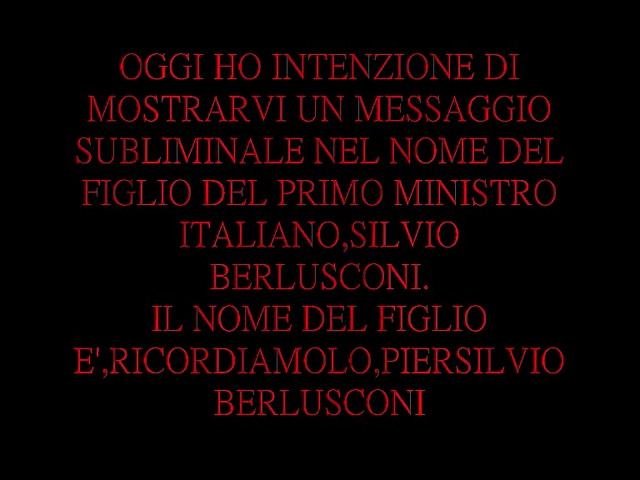 OGGI HO INTENZIONE DI
MOSTRARVI UN MESSAGGIO
SUBLIMINALE NEL NOME DEL
FIGLIO DEL PRIMO MINISTRO
ITALIANO,SILVIO
BERLUSCONI.
IL NOME DEL FIGLIO
E',RICORDIAMOLO,PIERSILVIO
BERLUSCONI